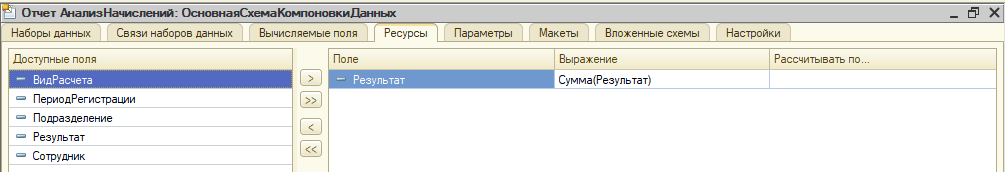 Отчет АнализНачислений: ОсновнаяСхемаКомпоновкиДанных
Наборы данных Связи наборов данных Вычисляемые поля Ресурсы Параметры Макеты Вложенные схемы Настройки
Доступные поля
ВидРасчета
ПериодРегистрации
Подразделение
Результат
Сотрудник
>
>>
<
<<
Поле Выражение Рассчитывать по...
Результат Сумма(Результат)